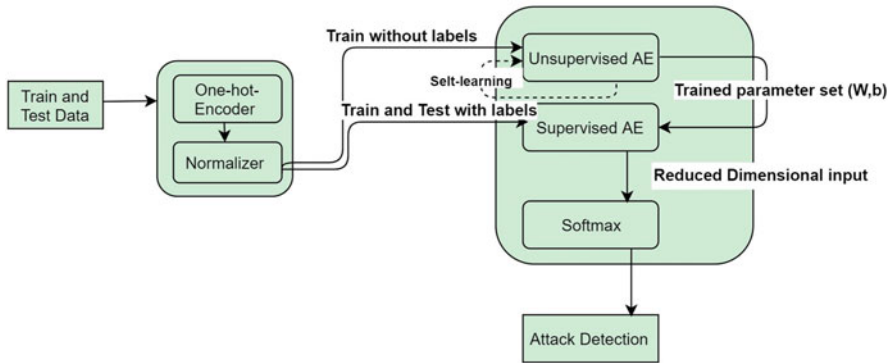 Train and
Test Data
One-hot-
Encoder
Normalizer
Train without labels
Train and Test with labels
Unsupervised AE
Selt-learning
Trained parameter set (W,b)
Supervised AE
Reduced Dimensional input
Softmax
Attack Detection